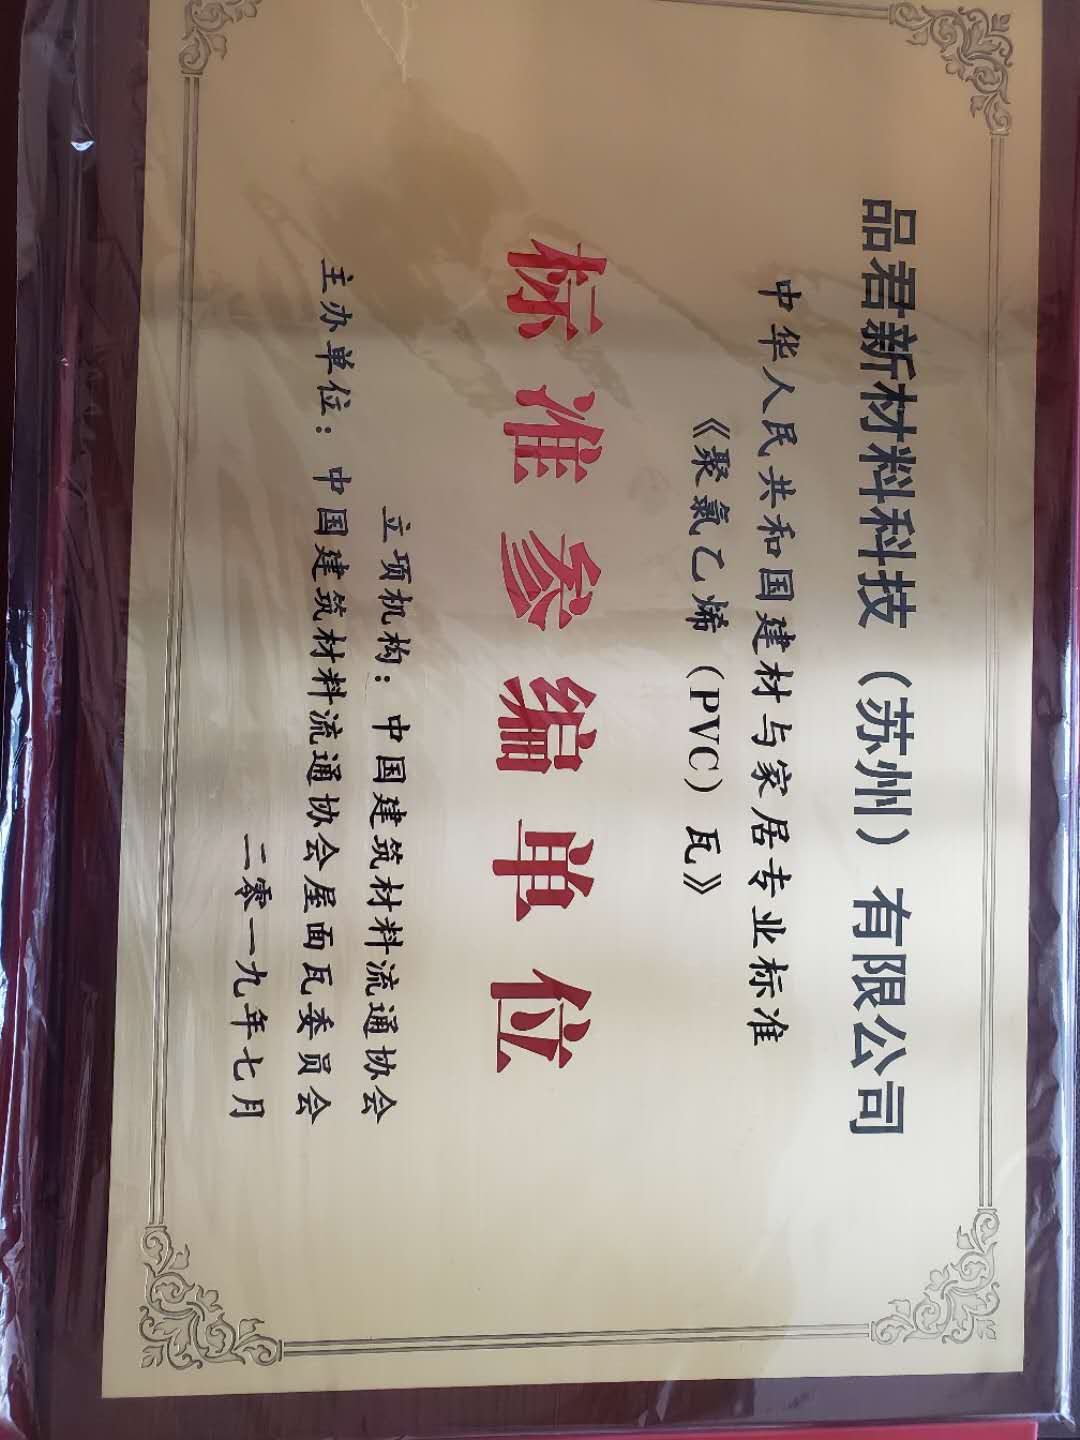 品君新材料科技（苏州）有限公司
中华人民共和国建材与家居专业标准
《聚氯乙烯（PVC）瓦》
标准参编单位
立项机构：中国建筑材料流通协会
主办单位：中国建筑材料流通协会屋面瓦委员会
二零一九年七月